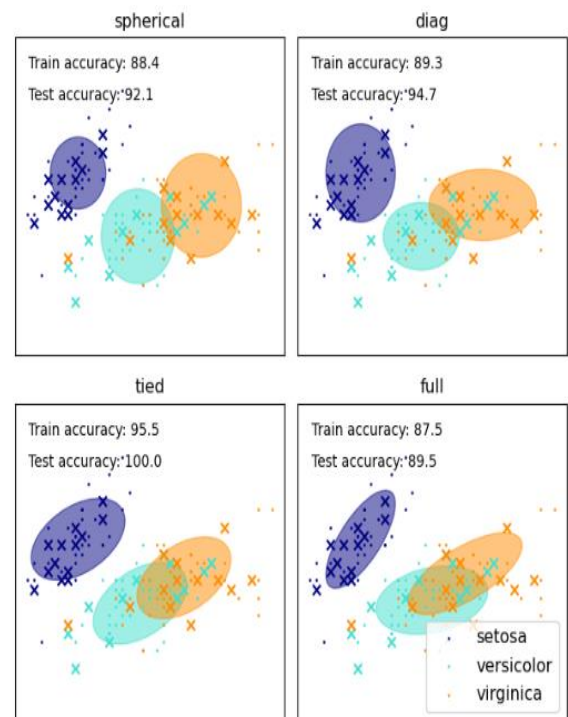 spherical
Train accuracy: 88.4
Test accuracy: 92.1
diag
Train accuracy: 89.3
Test accuracy: 94.7
tied
Train accuracy: 95.5
Test accuracy: 100.0
full
Train accuracy: 87.5
Test accuracy: 89.5
setosa
versicolor
virginica